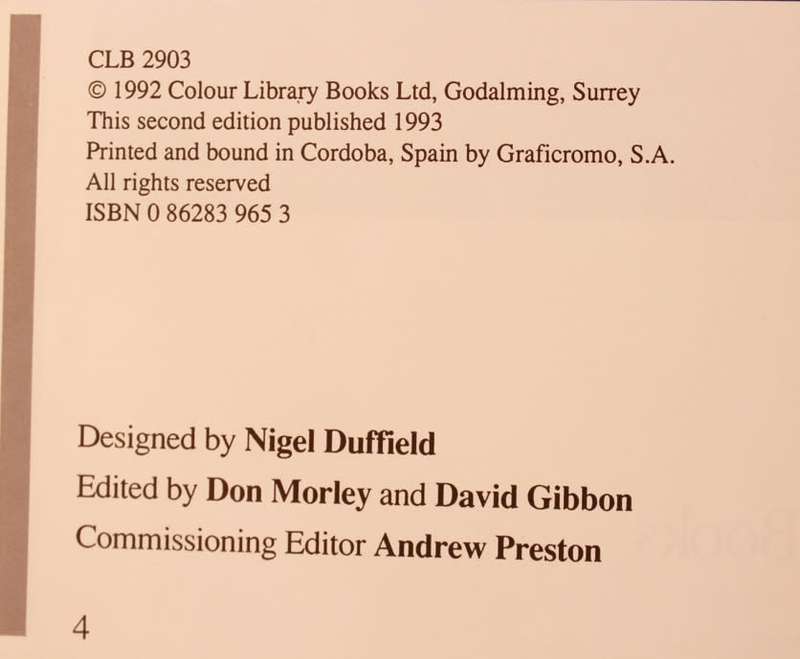 CLB 2903
© 1992 Colour Library Books Ltd, Godalming, Surrey
This second edition published 1993
Printed and bound in Cordoba, Spain by Graficromo, S.A.
All rights reserved
ISBN 0 86283 965 3
Designed by Nigel Duffield
Edited by Don Morley and David Gibbon
Commissioning Editor Andrew Preston
4
Books